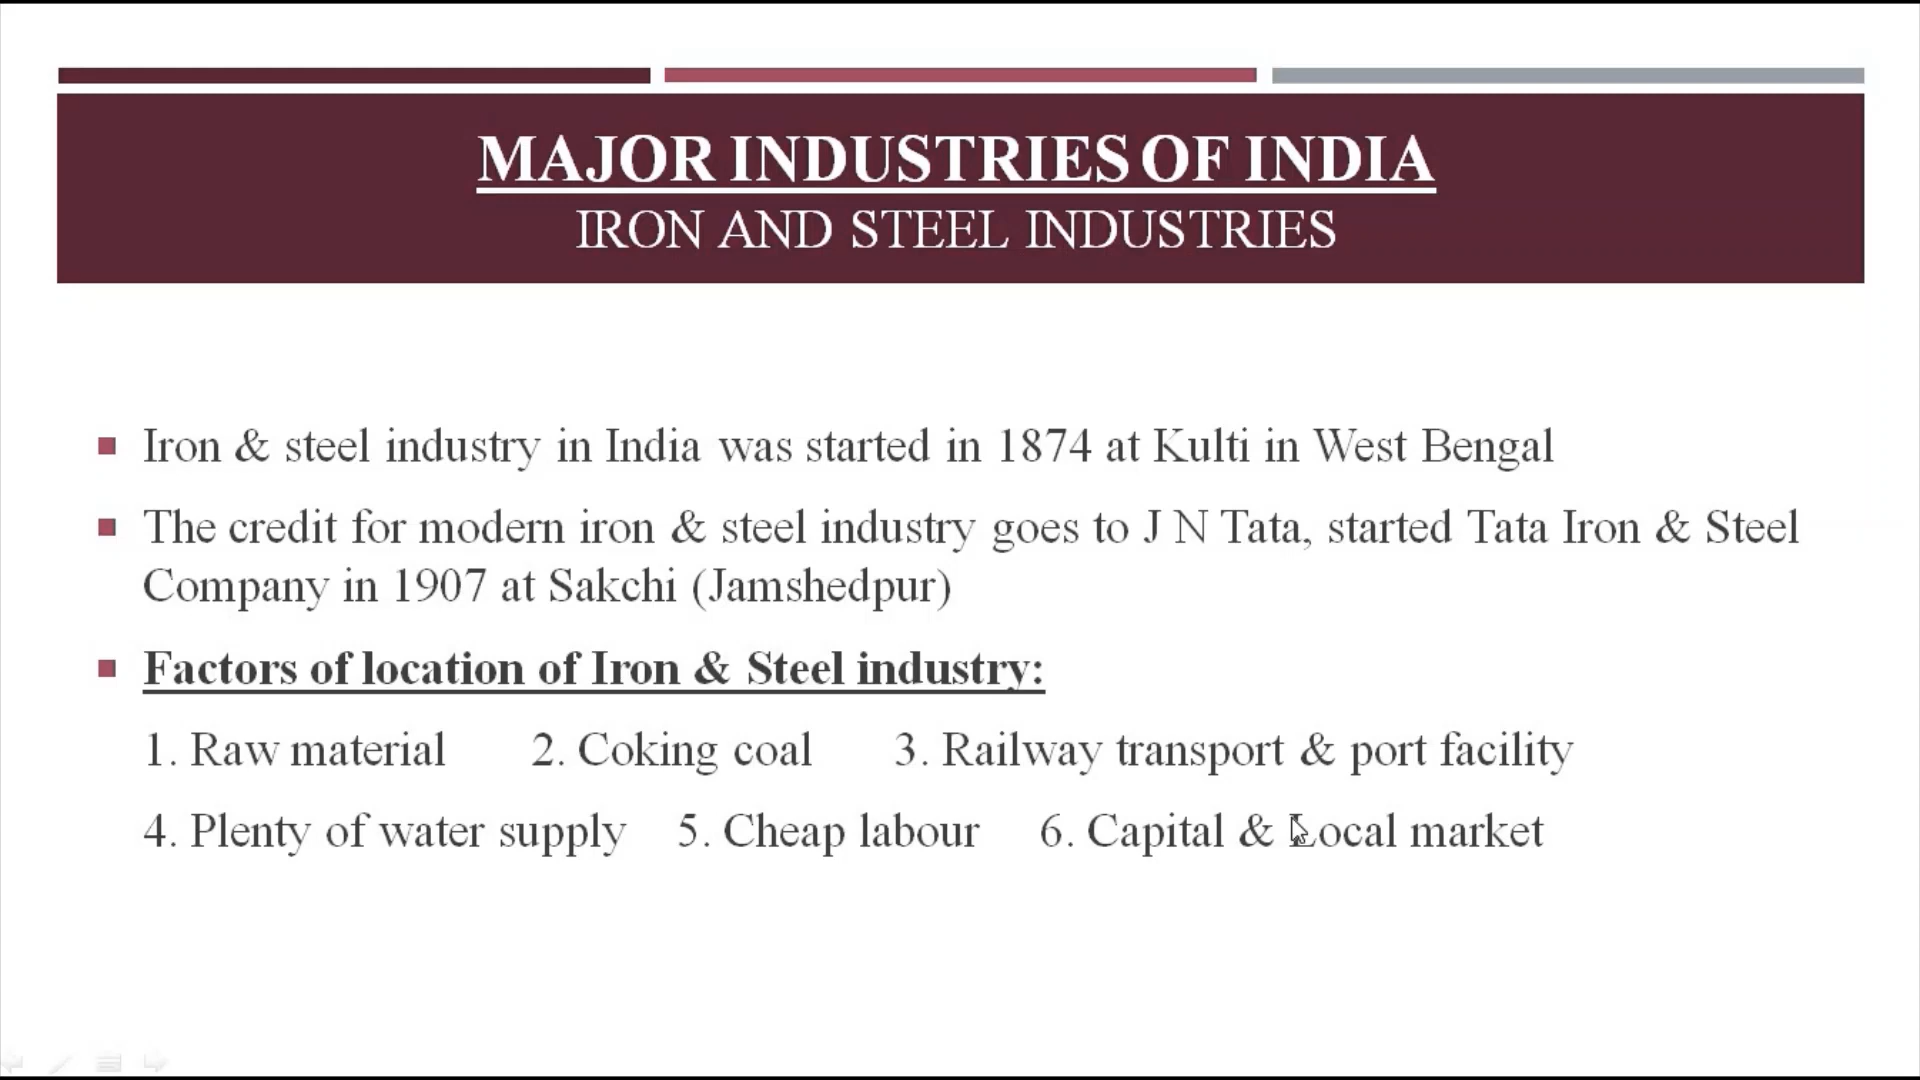 MAJOR INDUSTRIES OF INDIA
IRON AND STEEL INDUSTRIES
Iron & steel industry in India was started in 1874 at Kulti in West Bengal
The credit for modern iron & steel industry goes to J N Tata, started Tata Iron & Steel
Company in 1907 at Sakchi (Jamshedpur)
Factors of location of Iron & Steel industry:
1. Raw material 2. Coking coal 3. Railway transport & port facility
4. Plenty of water supply 5. Cheap labour 6. Capital & Local market